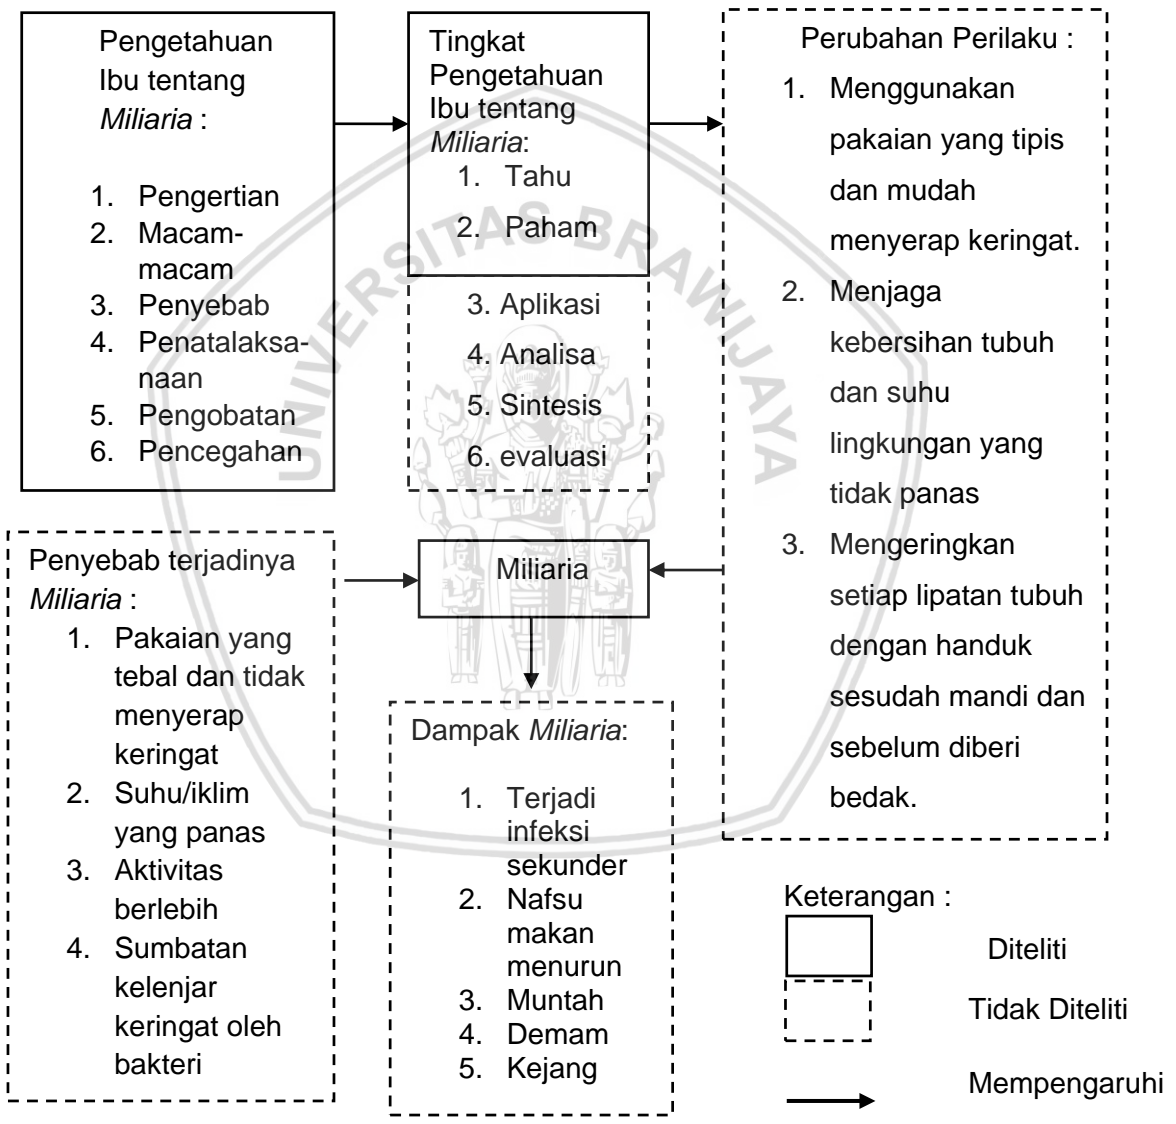 Pengetahuan
Ibu tentang
Miliaria :
1. Pengertian
2. Macam-
macam
3. Penyebab
4. Penatalaksa-
naan
5. Pengobatan
6. Pencegahan
Tingkat
Pengetahuan
Ibu tentang
Miliaria:
1. Tahu
2. Paham
3. Aplikasi
4. Analisa
5. Sintesis
6. evaluasi
Perubahan Perilaku :
1. Menggunakan
pakaian yang tipis
dan mudah
menyerap keringat.
2. Menjaga
kebersihan tubuh
dan suhu
lingkungan yang
tidak panas
3. Mengeringkan
setiap lipatan tubuh
dengan handuk
sesudah mandi dan
sebelum diberi
bedak.
Penyebab terjadinya
Miliaria :
1. Pakaian yang
tebal dan tidak
menyerap
keringat
2. Suhu/iklim
yang panas
3. Aktivitas
berlebih
4. Sumbatan
kelenjar
keringat oleh
bakteri
Miliaria
Dampak Miliaria:
1. Terjadi
infeksi
sekunder
2. Nafsu
makan
menurun
3. Muntah
4. Demam
5. Kejang
Keterangan :
Diteliti
Tidak Diteliti
Mempengaruhi
UNIVERSITAS BRAWIJAYA